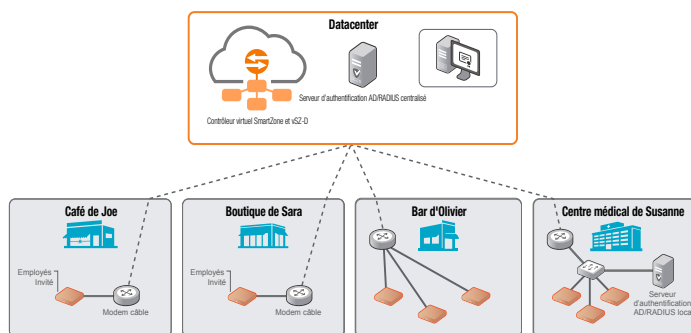 Datacenter
Serveur d'authentification AD/RADIUS centralisé
Contrôleur virtuel SmartZone et vSZ-D
Café de Joe
Employés
Invité
Modem câble
Boutique de Sara
Employés
Invité
Modem câble
Bar d'Olivier
Centre médical de Susanne
Serveur
d'authentification
AD/RADIUS local